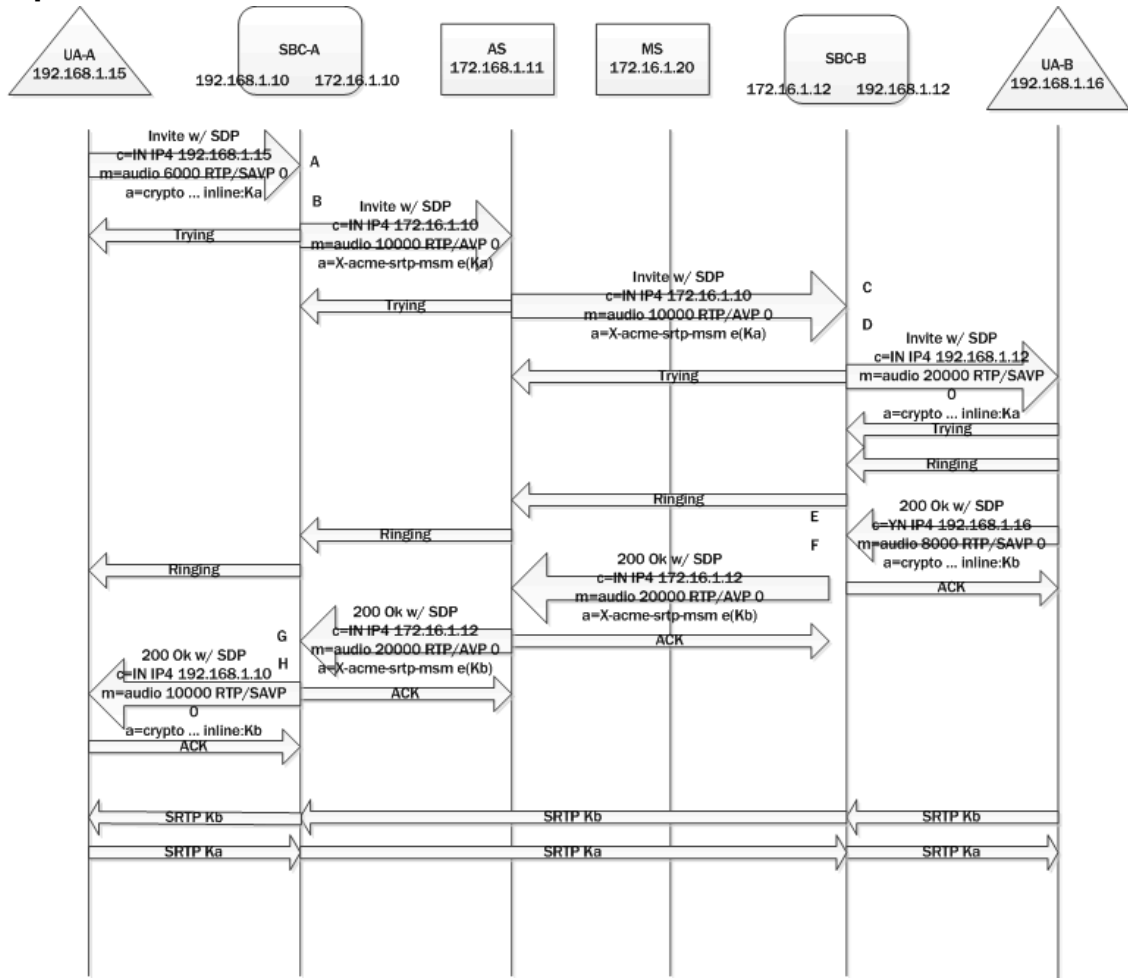 UA-A
192.168.1.15
SBC-A
192.168.1.10 172.16.1.10
AS
172.168.1.11
MS
172.16.1.20
SBC-B
172.16.1.12 192.168.1.12
UA-B
192.168.1.16
Invite w/ SDP
c=IN IP4 192.168.1.15
m=audio 6000 RTP/SAVP 0
a=crypto ... inline:Ka
A
B
Invite w/ SDP
c=IN IP4 172.16.1.10
m=audio 10000 RTP/AVP 0
a=X-acme-srtp-msm e(Ka)
Trying
Invite w/ SDP
c=IN IP4 172.16.1.10
m=audio 10000 RTP/AVP 0
a=X-acme-srtp-msm e(Ka)
C
Trying
D
Invite w/ SDP
c=IN IP4 192.168.1.12
m=audio 20000 RTP/SAVP
0
a=crypto ... inline:Ka
Trying
Trying
Ringing
Ringing
E
200 Ok w/ SDP
c=YN IP4 192.168.1.16
m=audio 8000 RTP/SAVP 0
a=crypto ... inline:Kb
Ringing
F
200 Ok w/ SDP
c=IN IP4 172.16.1.12
m=audio 20000 RTP/AVP 0
a=X-acme-srtp-msm e(Kb)
Ringing
ACK
200 Ok w/ SDP
c=IN IP4 172.16.1.12
m=audio 20000 RTP/AVP 0
a=X-acme-srtp-msm e(Kb)
G
ACK
200 Ok w/ SDP
H
c=IN IP4 192.168.1.10
m=audio 10000 RTP/SAVP
0
a=crypto ... inline:Kb
ACK
ACK
SRTP Kb SRTP Kb SRTP Kb
SRTP Ka SRTP Ka SRTP Ka